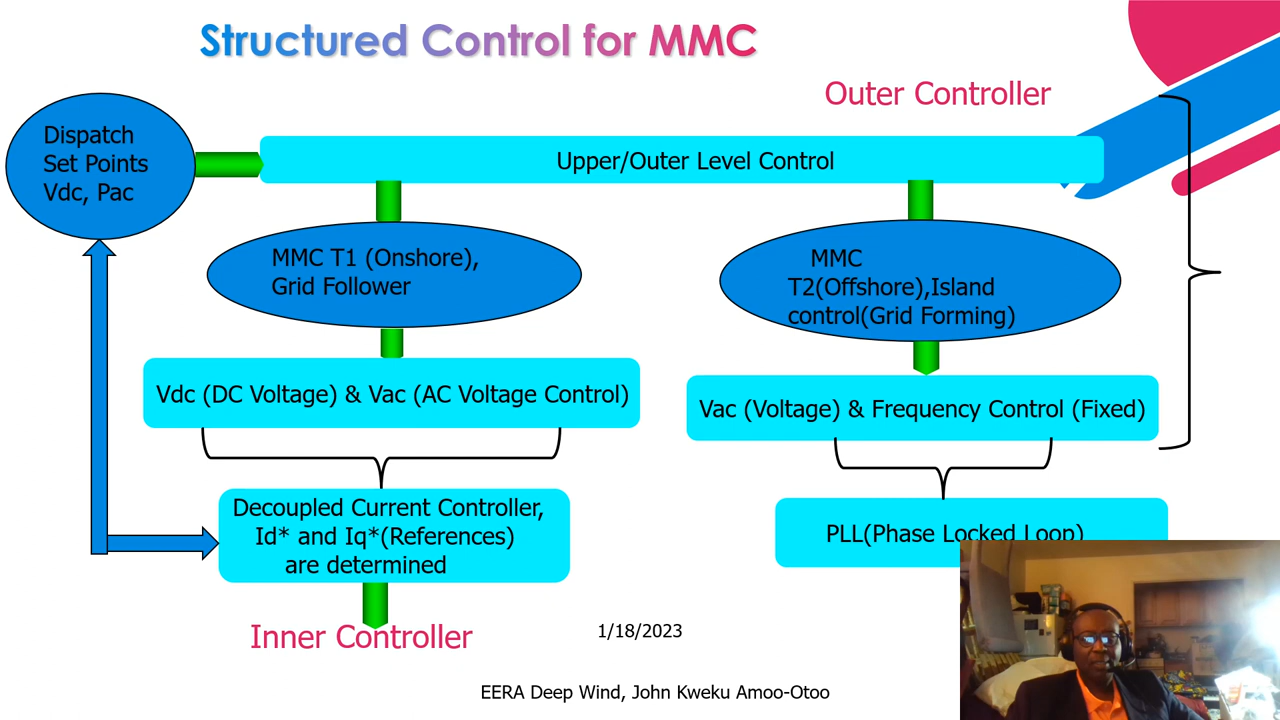 Structured Control for MMC
Outer Controller
Dispatch
Set Points
Vdc, Pac
Upper/Outer Level Control
MMC T1 (Onshore),
Grid Follower
MMC
T2(Offshore),Island
control(Grid Forming)
Vdc (DC Voltage) & Vac (AC Voltage Control)
Vac (Voltage) & Frequency Control (Fixed)
Decoupled Current Controller,
Id* and Iq*(References)
are determined
PLL(Phase Locked Loop)
Inner Controller
1/18/2023
EERA Deep Wind, John Kweku Amoo-Otoo